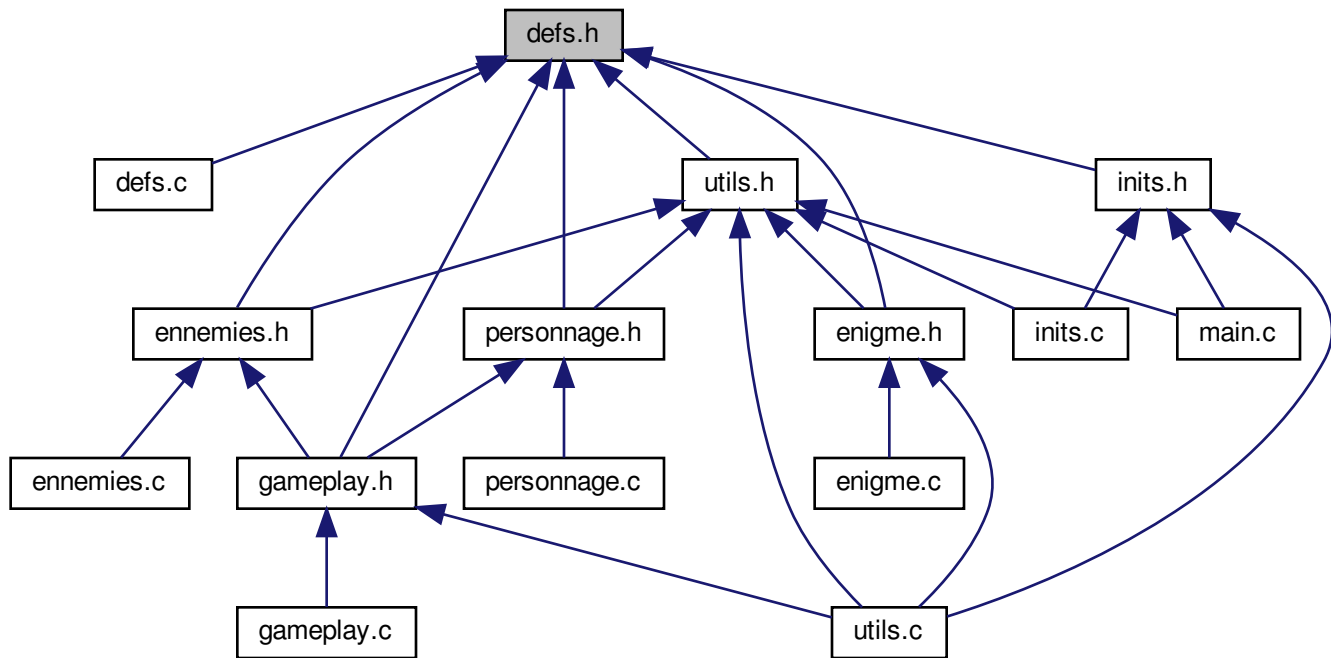 defs.h
defs.c
utils.h
inits.h
ennemies.h
personnage.h
enigme.h
inits.c
main.c
ennemies.c
gameplay.h
personnage.c
enigme.c
gameplay.c
utils.c